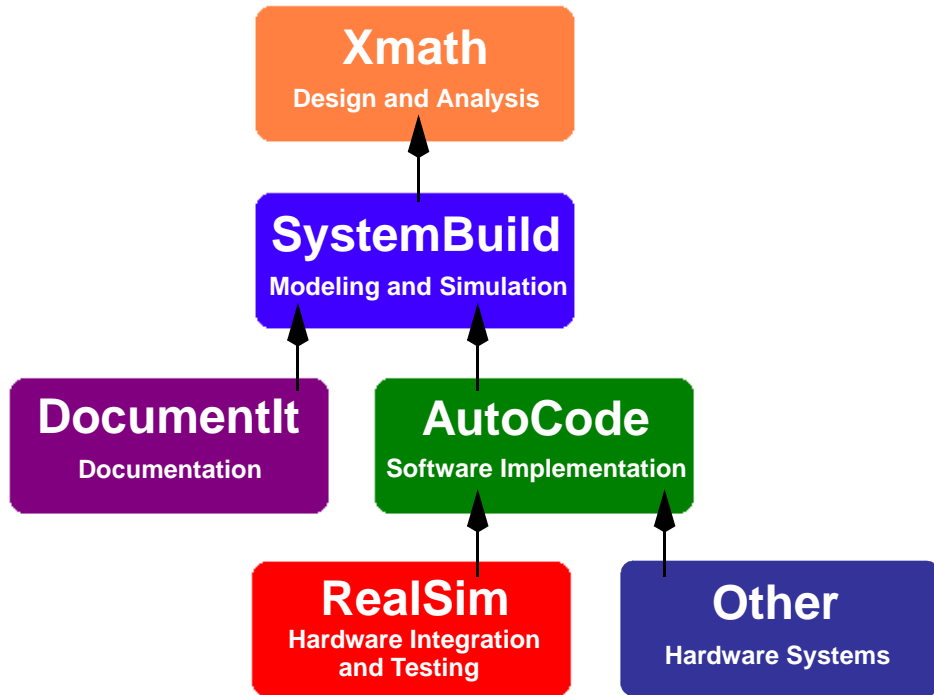 Xmath
Design and Analysis
SystemBuild
Modeling and Simulation
DocumentIt
Documentation
AutoCode
Software Implementation
RealSim
Hardware Integration
and Testing
Other
Hardware Systems